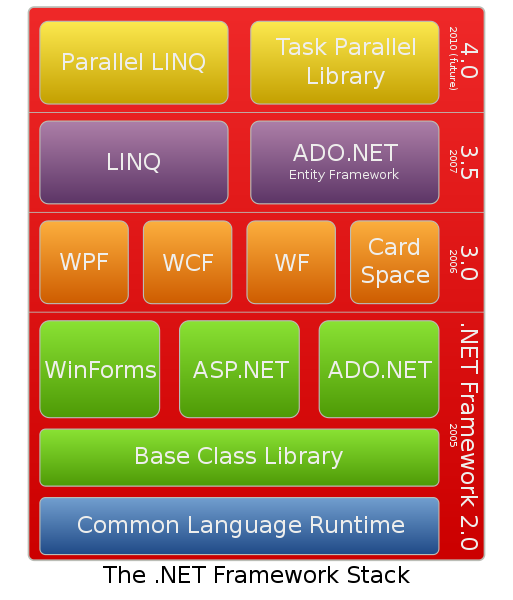 Parallel LINQ
Task Parallel
Library
4.0
2010 (future)
LINQ
ADO.NET
Entity Framework
3.5
2007
WPF
WCF
WF
Card
Space
3.0
2006
WinForms
ASP.NET
ADO.NET
Base Class Library
Common Language Runtime
.NET Framework 2.0
2005
The .NET Framework Stack